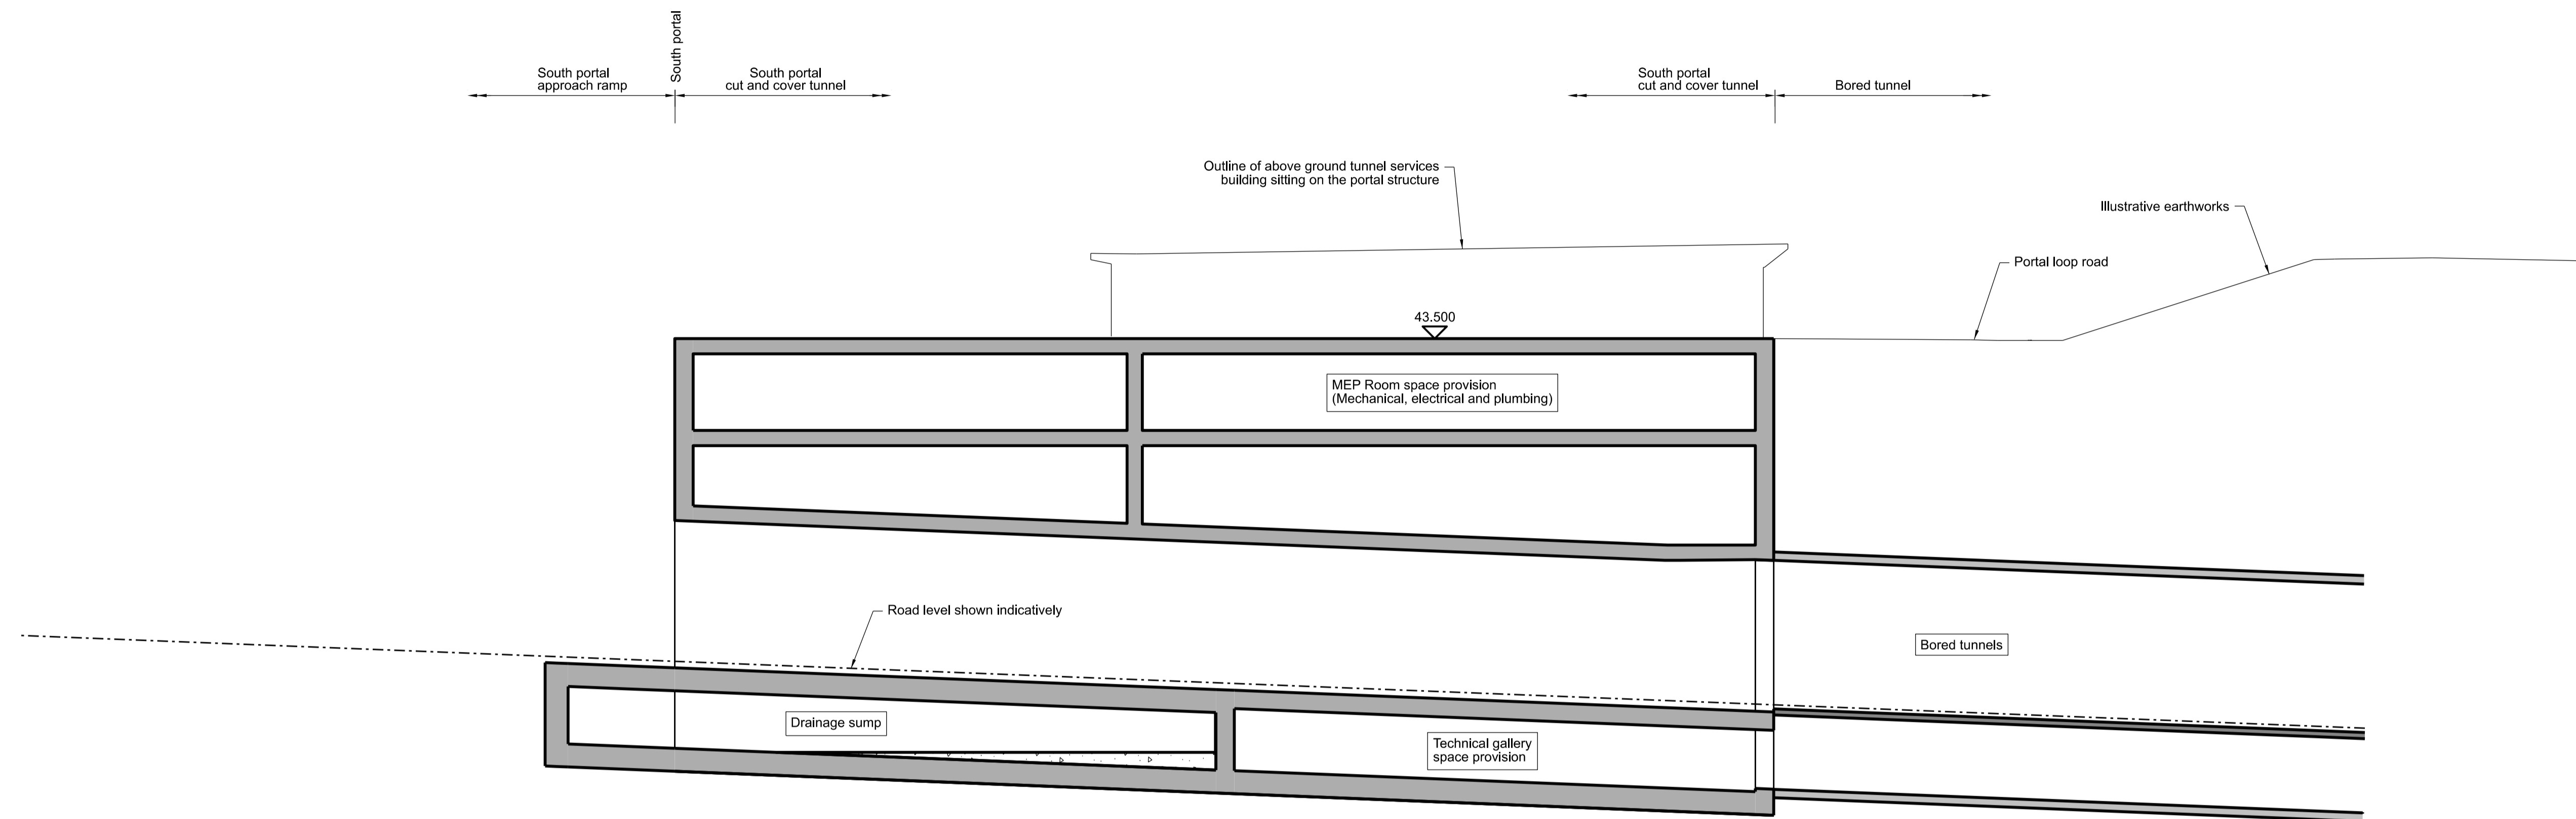 South portal
South portal
approach ramp
South portal
cut and cover tunnel
South portal
cut and cover tunnel
Bored tunnel
Outline of above ground tunnel services
building sitting on the portal structure
Illustrative earthworks
Portal loop road
43.500
MEP Room space provision
(Mechanical, electrical and plumbing)
Road level shown indicatively
Bored tunnels
Drainage sump
Technical gallery
space provision